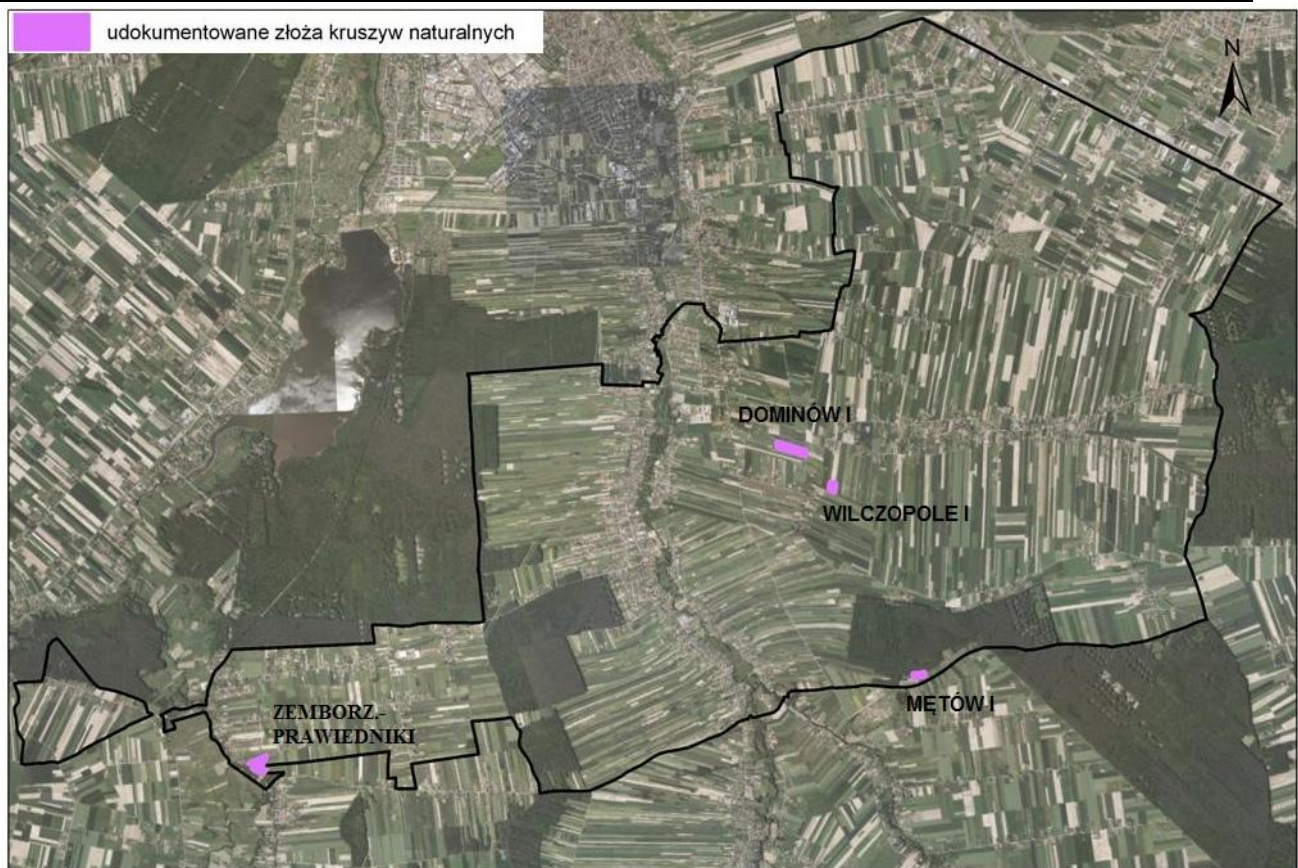 udokumentowane złoża kruszyw naturalnych
N
DOMINÓW I
WILCZOPOLE I
MĘTÓW I
ZEMBORZ.-
PRAWIEDNIKI